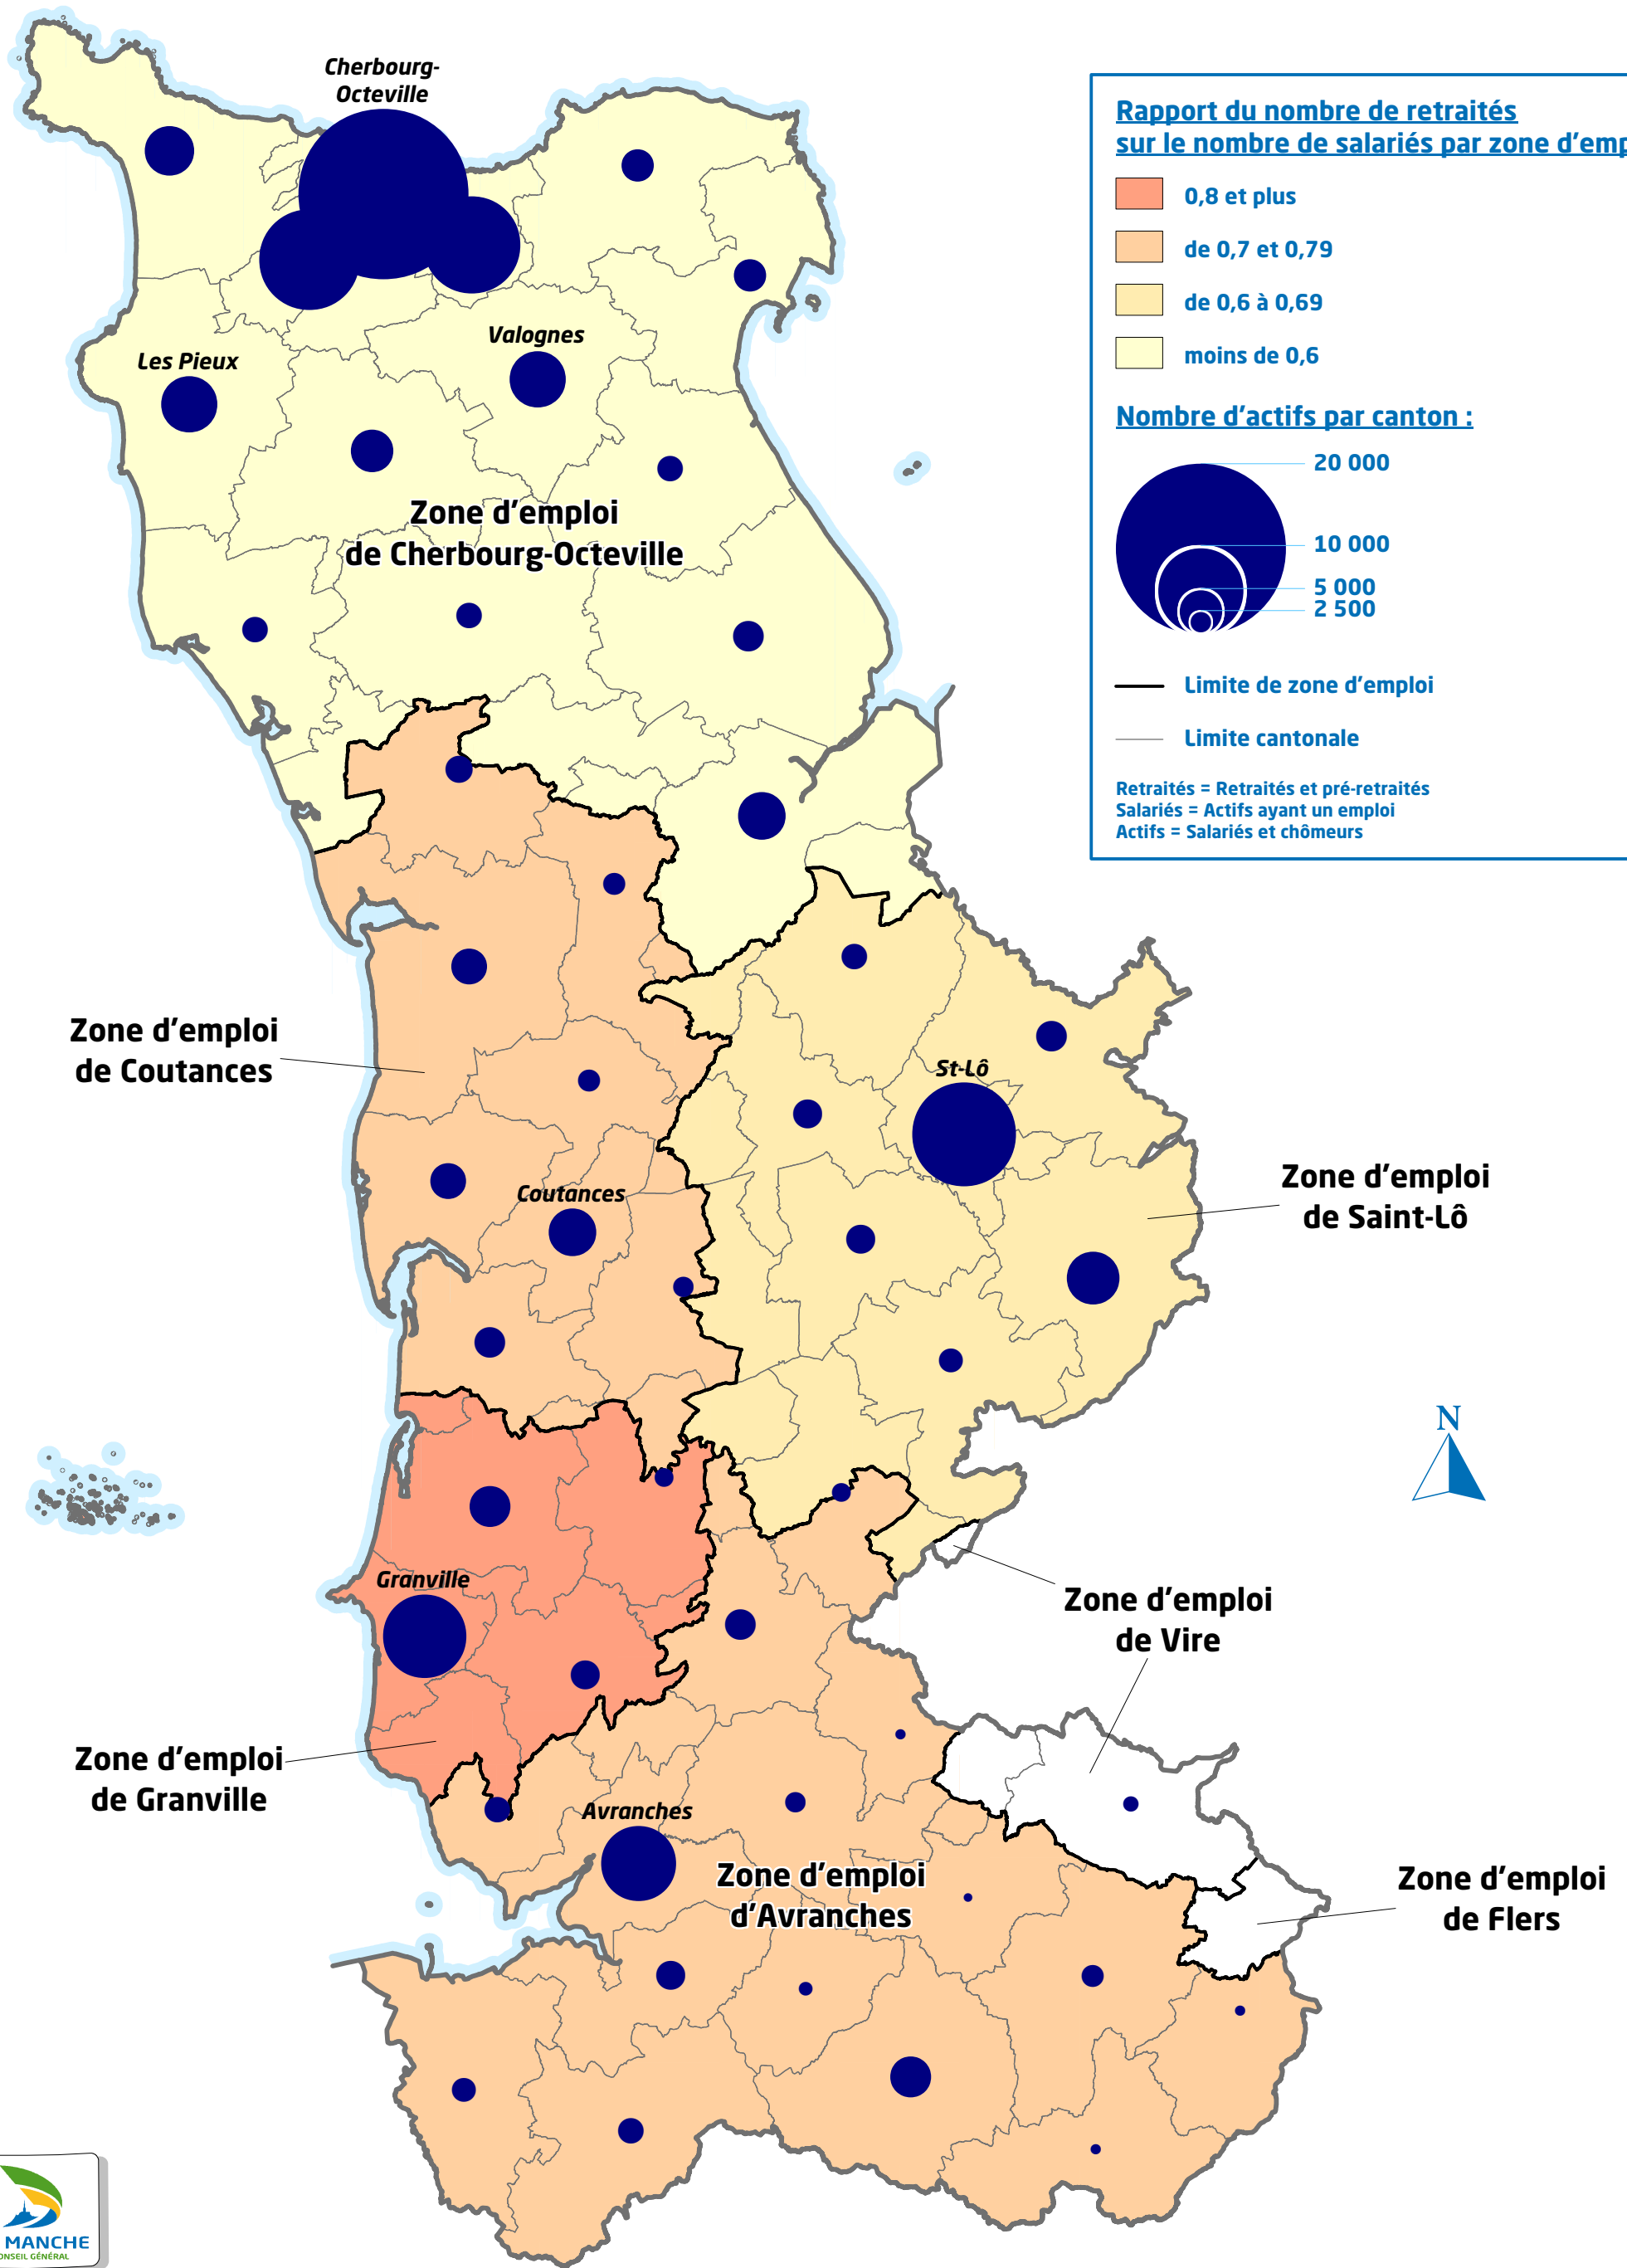 Cherbourg-
Octeville
Valognes
Les Pieux
Zone d'emploi
de Cherbourg-Octeville
Rapport du nombre de retraités
sur le nombre de salariés par zone d'emp
0,8 et plus
de 0,7 et 0,79
de 0,6 à 0,69
moins de 0,6
Nombre d'actifs par canton :
20 000
10 000
5 000
2 500
Limite de zone d'emploi
Limite cantonale
Retraités = Retraités et pré-retraités
Salariés = Actifs ayant un emploi
Actifs = Salariés et chômeurs
Zone d'emploi
de Coutances
St-Lô
Coutances
Zone d'emploi
de Saint-Lô
N
Granville
Zone d'emploi
de Vire
Zone d'emploi
de Granville
Avranches
Zone d'emploi
d'Avranches
Zone d'emploi
de Flers
MANCHE
ONSEIL GÉNÉRAL